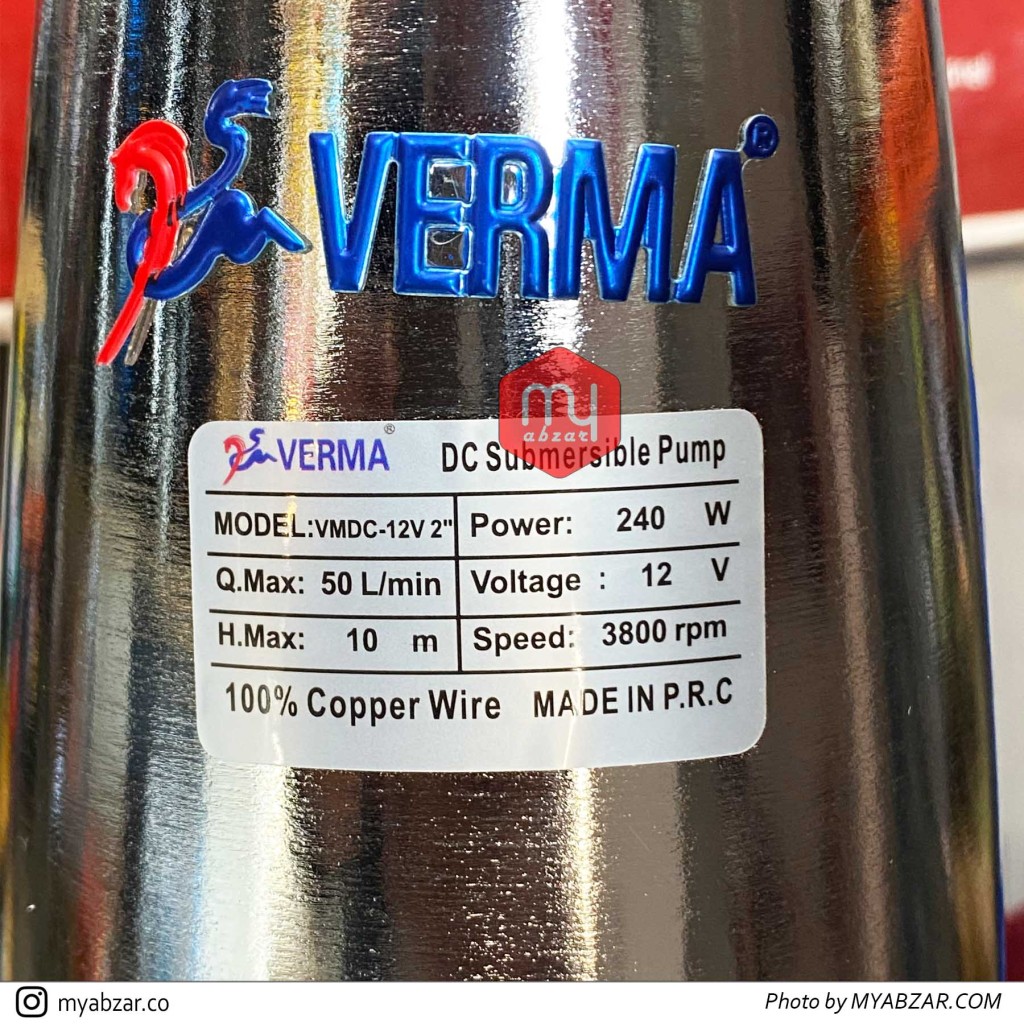 VERMA®
my
abzar
VERMA® DC Submersible Pump
MODEL:VMDC-12V 2" Power: 240 W
Q.Max: 50 L/min Voltage : 12 V
H.Max: 10 m Speed: 3800 rpm
100% Copper Wire MADE IN P.R.C
myabzar.co Photo by MYABZAR.COM